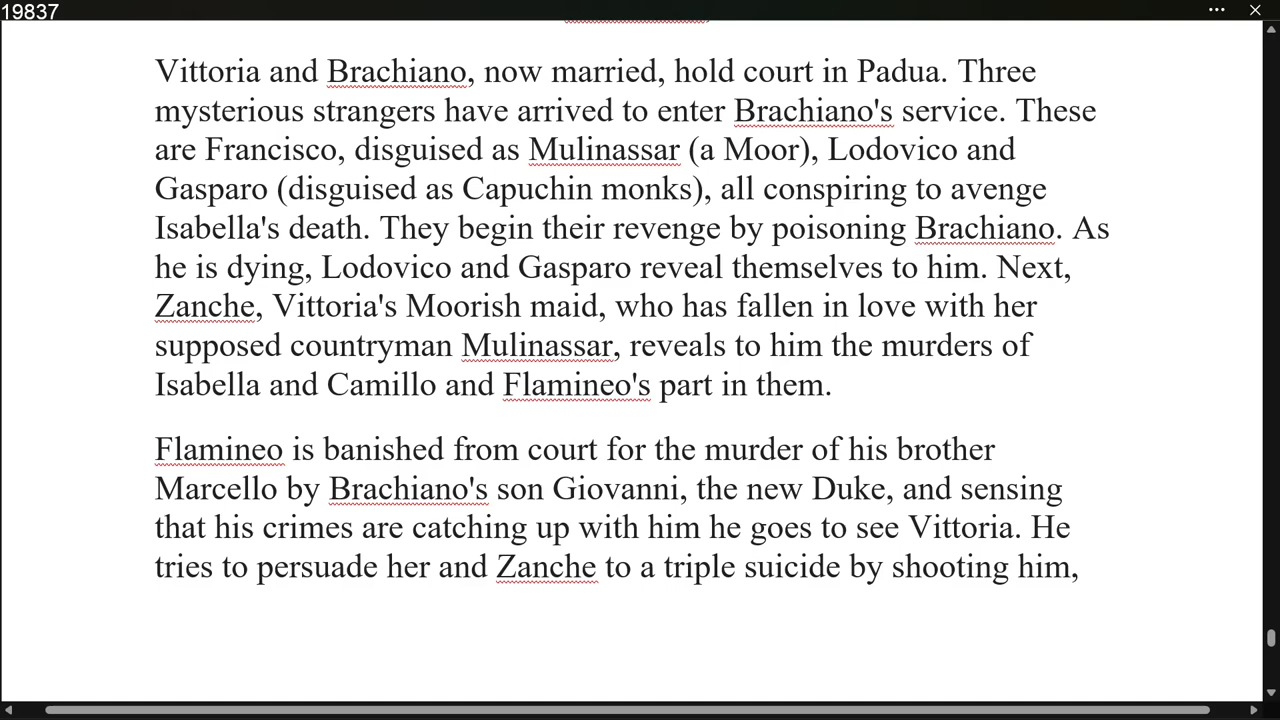 19837
Vittoria and Brachiano, now married, hold court in Padua. Three
mysterious strangers have arrived to enter Brachiano's service. These
are Francisco, disguised as Mulinassar (a Moor), Lodovico and
Gasparo (disguised as Capuchin monks), all conspiring to avenge
Isabella's death. They begin their revenge by poisoning Brachiano. As
he is dying, Lodovico and Gasparo reveal themselves to him. Next,
Zanche, Vittoria's Moorish maid, who has fallen in love with her
supposed countryman Mulinassar, reveals to him the murders of
Isabella and Camillo and Flamineo's part in them.
Flamineo is banished from court for the murder of his brother
Marcello by Brachiano's son Giovanni, the new Duke, and sensing
that his crimes are catching up with him he goes to see Vittoria. He
tries to persuade her and Zanche to a triple suicide by shooting him,